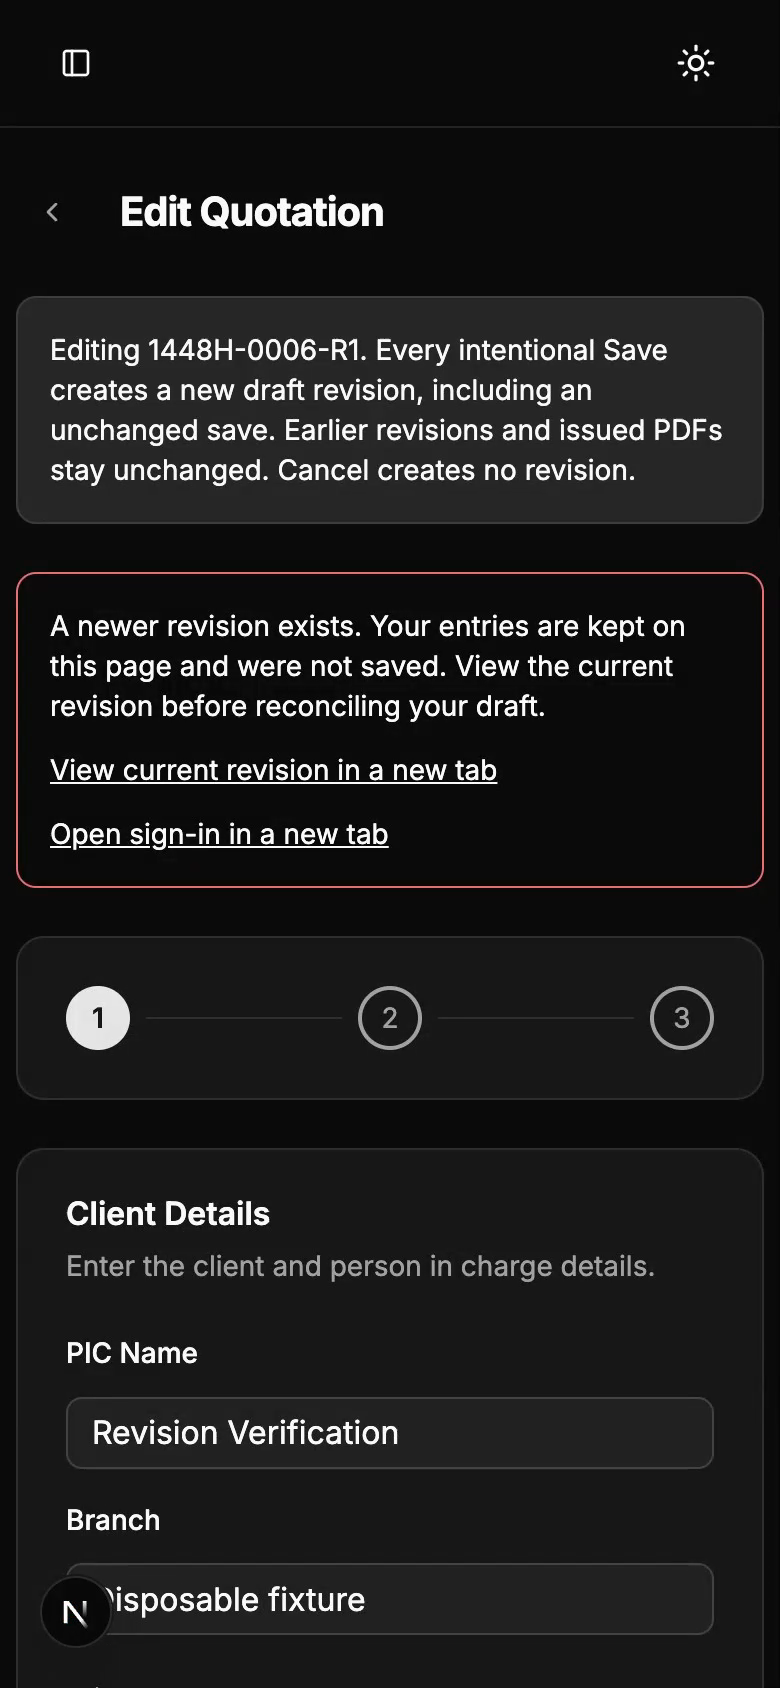 Edit Quotation
Editing 1448H-0006-R1. Every intentional Save
creates a new draft revision, including an
unchanged save. Earlier revisions and issued PDFs
stay unchanged. Cancel creates no revision.
A newer revision exists. Your entries are kept on
this page and were not saved. View the current
revision before reconciling your draft.
View current revision in a new tab
Open sign-in in a new tab
1
2
3
Client Details
Enter the client and person in charge details.
PIC Name
Revision Verification
Branch
isposable fixture
N